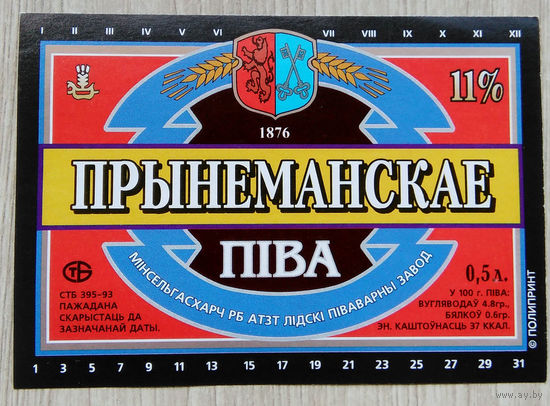 I II III IV V VI VII VIII IX X XI XII
11%
1876
ПРЫНЕМАНСКАЕ
ПІВА
МІНСЕЛЬГАСХАРЧ РБ АТЗТ ЛІДСКІ ПІВАВАРНЫ ЗАВОД
СТБ 395-93
ПАЖАДАНА
СКАРЫСТАЦЬ ДА
ЗАЗНАЧАНАЙ ДАТЫ.
0,5 л.
У 100 г. ПІВА:
ВУГЛЯВОДАЎ 4.8гр.,
БЯЛКОЎ 0.6гр.
ЭН. КАШТОЎНАСЦЬ 37 ККАЛ.
© ПОЛИПРИНТ
1 3 5 7 9 11 13 15 17 19 21 23 25 27 29 31
www.ay.by